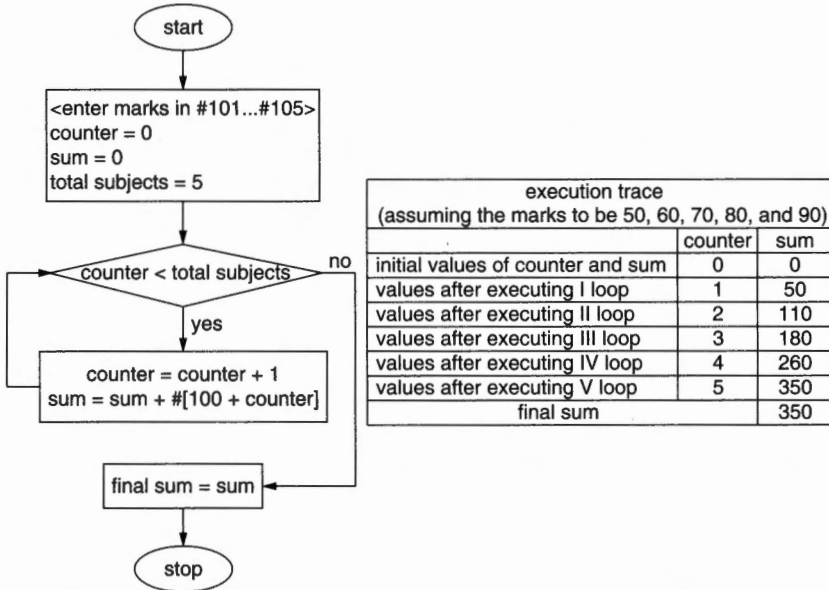 start
<enter marks in #101...#105>
counter = 0
sum = 0
total subjects = 5
counter < total subjects
no
yes
counter = counter + 1
sum = sum + #[100 + counter]
final sum = sum
stop
execution trace
(assuming the marks to be 50, 60, 70, 80, and 90)
counter sum
initial values of counter and sum 0 0
values after executing I loop 1 50
values after executing II loop 2 110
values after executing III loop 3 180
values after executing IV loop 4 260
values after executing V loop 5 350
final sum 350